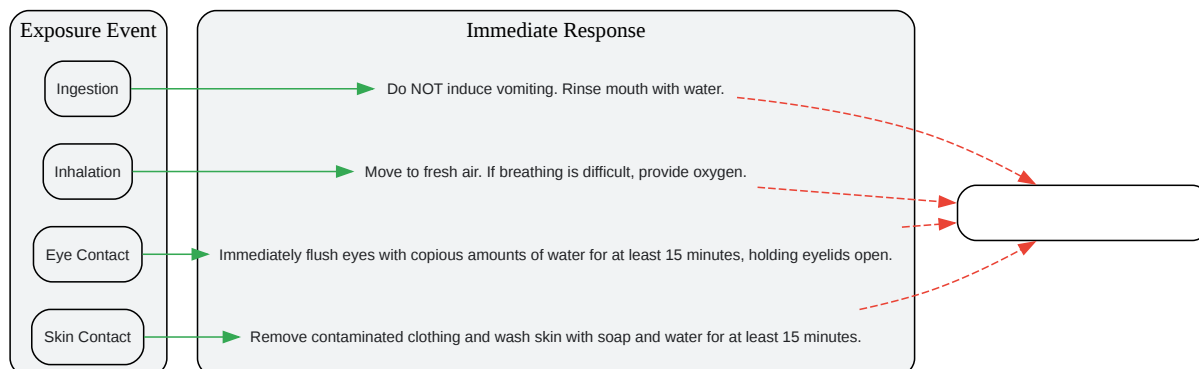 Exposure Event
Immediate Response
Ingestion
Do NOT induce vomiting. Rinse mouth with water.
Inhalation
Move to fresh air. If breathing is difficult, provide oxygen.
Eye Contact
Immediately flush eyes with copious amounts of water for at least 15 minutes, holding eyelids open.
Skin Contact
Remove contaminated clothing and wash skin with soap and water for at least 15 minutes.